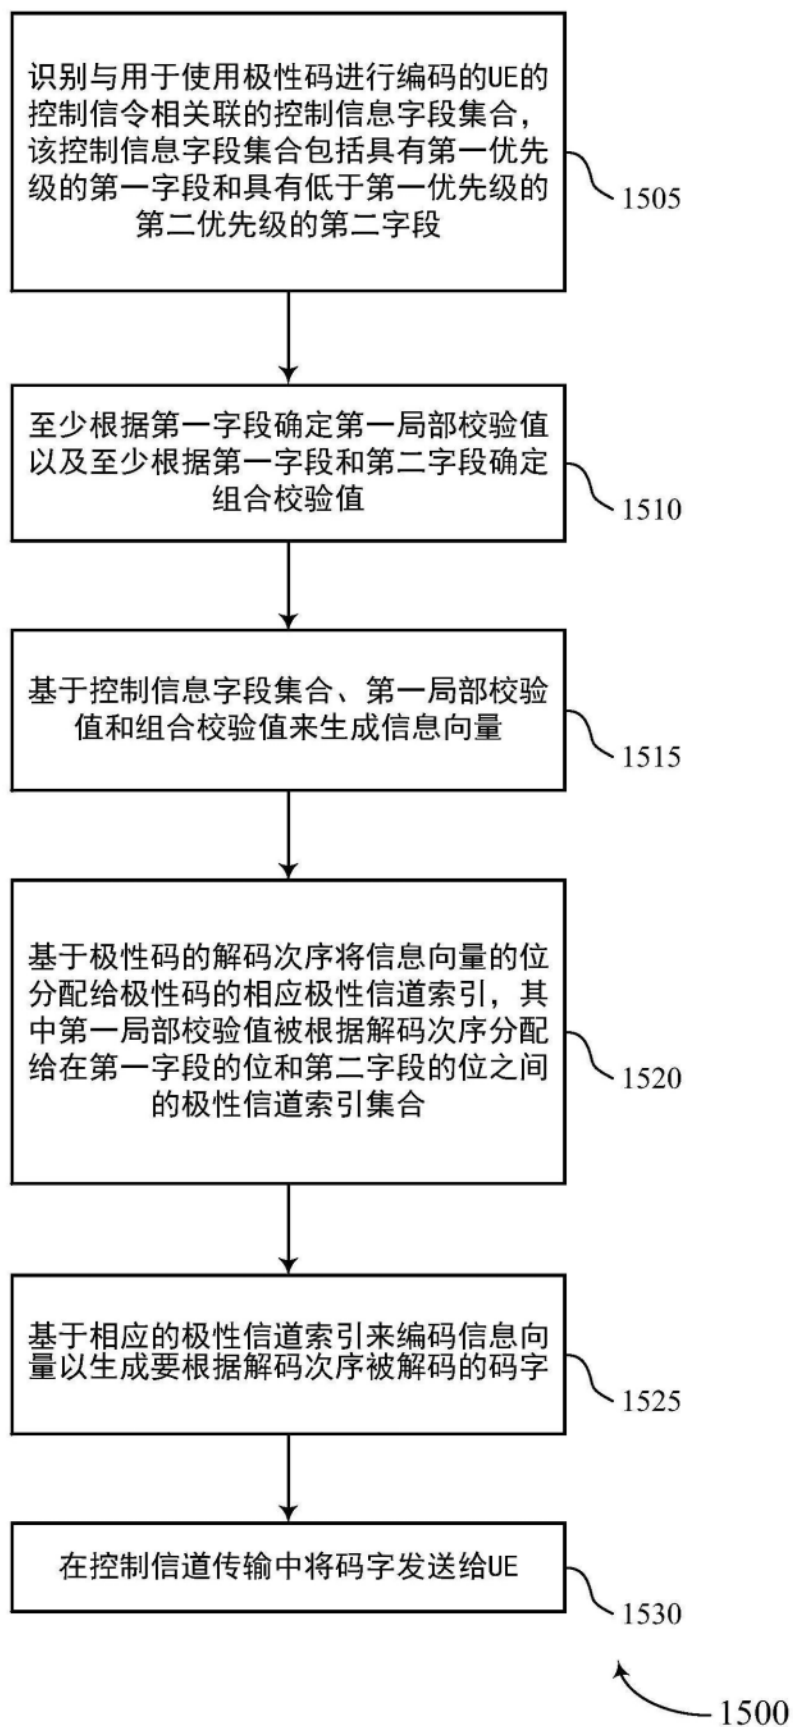 识别与用于使用极性码进行编码的UE的
控制信令相关联的控制信息字段集合，
该控制信息字段集合包括具有第一优先
级的第一字段和具有低于第一优先级的
第二优先级的第二字段
1505
至少根据第一字段确定第一局部校验值
以及至少根据第一字段和第二字段确定
组合校验值
1510
基于控制信息字段集合、第一局部校验
值和组合校验值来生成信息向量
1515
基于极性码的解码次序将信息向量的位
分配给极性码的相应极性信道索引，其
中第一局部校验值被根据解码次序分配
给在第一字段的位和第二字段的位之间
的极性信道索引集合
1520
基于相应的极性信道索引来编码信息向
量以生成要根据解码次序被解码的码字
1525
在控制信道传输中将码字发送给UE
1530
1500